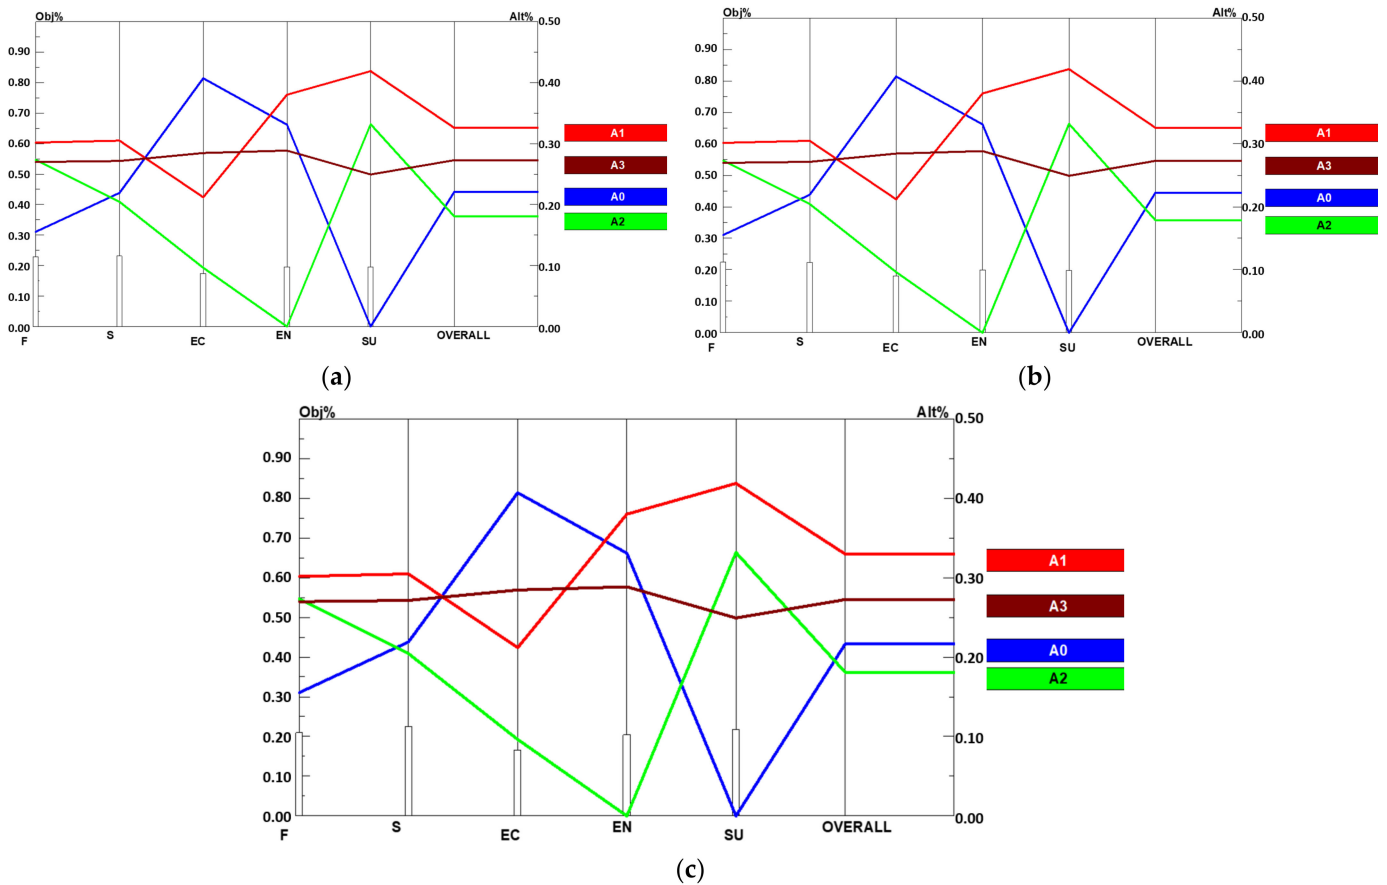 Obj% Alt% 0.50
0.90
0.80 0.40
0.70
0.60 A1
0.30
0.50 A3
0.40 A0
0.20
0.30 A2
0.20 0.10
0.10
0.00 0.00
F S EC EN SU OVERALL
(a)
Obj% Alt% 0.50
0.90
0.80 0.40
0.70
0.60 A1
0.30
0.50 A3
0.40 A0
0.20
0.30 A2
0.20 0.10
0.10
0.00 0.00
F S EC EN SU OVERALL
(b)
Obj% Alt% 0.50
0.90
0.80 0.40
0.70
0.60 A1
0.30
0.50 A3
0.40 A0
0.20
0.30 A2
0.20 0.10
0.10
0.00 0.00
F S EC EN SU OVERALL
(c)